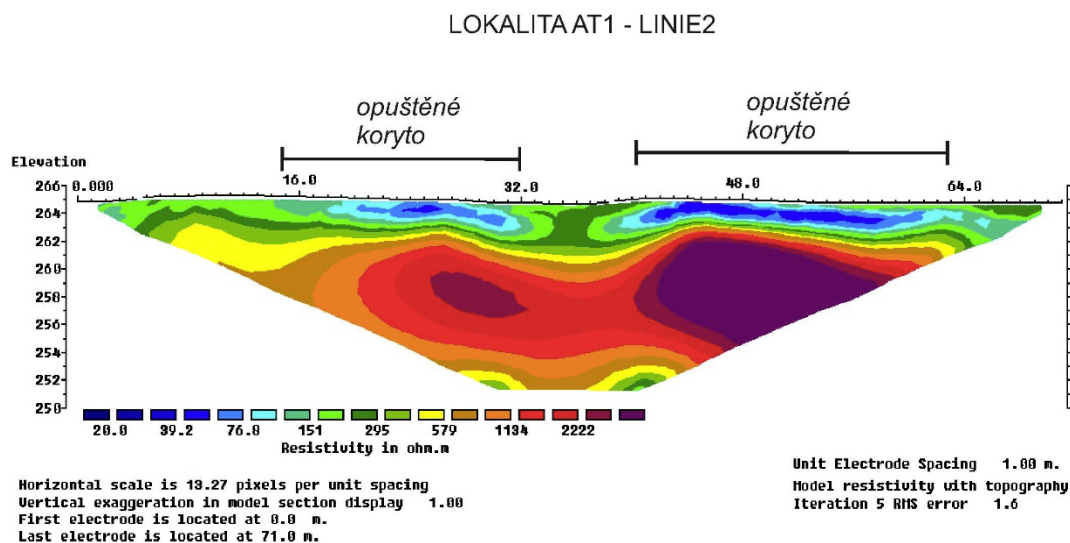 LOKALITA AT1 - LINIE2
opuštěné
koryto
opuštěné
koryto
Elevation
266
0.000
16.0
32.0
48.0
64.0
264
262
260
258
256
254
252
250
20.0 39.2 76.8 151 295 579 1134 2222
Resistivity in ohm.m
Horizontal scale is 13.27 pixels per unit spacing
Vertical exaggeration in model section display 1.00
First electrode is located at 0.0 m.
Last electrode is located at 71.0 m.
Unit Electrode Spacing 1.00 m.
Model resistivity with topography
Iteration 5 RMS error 1.6